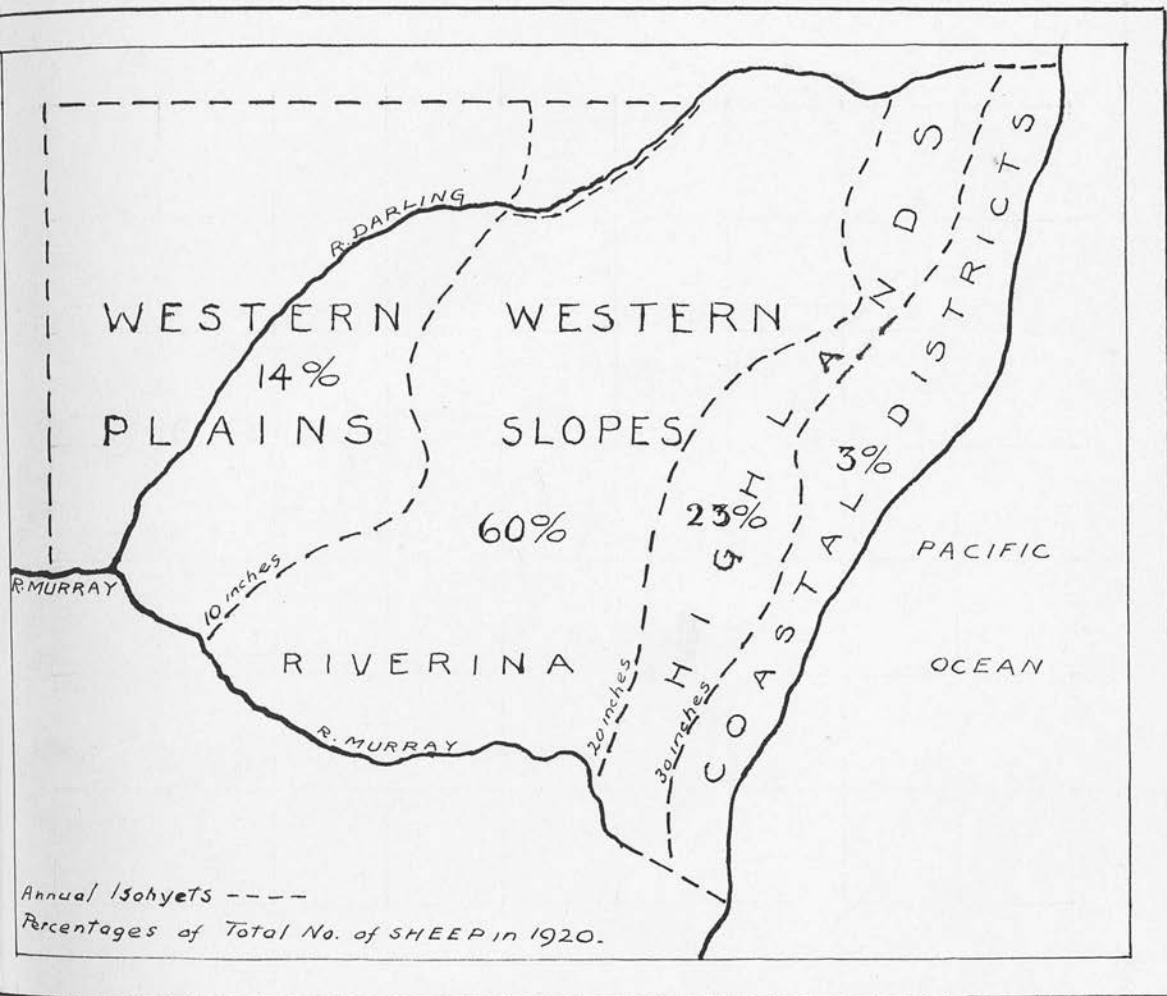 R. DARLING
WESTERN
14%
PLAINS
WESTERN
SLOPES
60%
HIGHLANDS
23%
COASTAL DISTRICTS
3%
PACIFIC
OCEAN
R. MURRAY
10 inches
RIVERINA
R. MURRAY
20 inches
30 inches
Annual Isohyets ----
Percentages of Total No. of SHEEP in 1920.